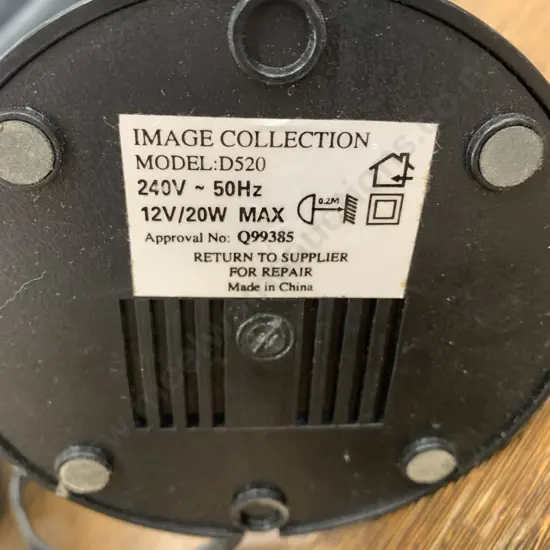 IMAGE COLLECTION
MODEL:D520
240V ~ 50Hz
12V/20W MAX 0.2M
Approval No: Q99385
RETURN TO SUPPLIER
FOR REPAIR
Made in China